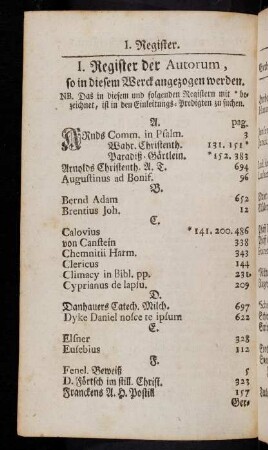 I. Register.
I. Register der Autorum,
so in diesem Werck angezogen werden.
NB. Das in diesem und folgenden Registern mit * be-
zeichnet, ist in den Einleitungs-Predigten zu suchen.
A. pag.
ARnds Comm. in Psalm. 3
Wahr. Christenth. 131. 151*
Paradiß-Gärtlein. *152. 383
Arnolds Christenth. A. T. 694
Augustinus ad Bonif. 96
B.
Bernd Adam 652
Brentius Joh. 12
C.
Calovius *141. 200. 486
von Canstein 338
Chemnitii Harm. 343
Clericus 144
Climacy in Bibl. pp. 231
Cyprianus de lapsu. 209
D.
Danhauers Catech. Milch. 697
Dyke Daniel nosce te ipsum 622
E.
Elsner 328
Eusebius 112
F.
Fenel. Beweiß 5
D. Förtsch im still. Christ. 323
Franckens A. H. Postill 157
Ger-